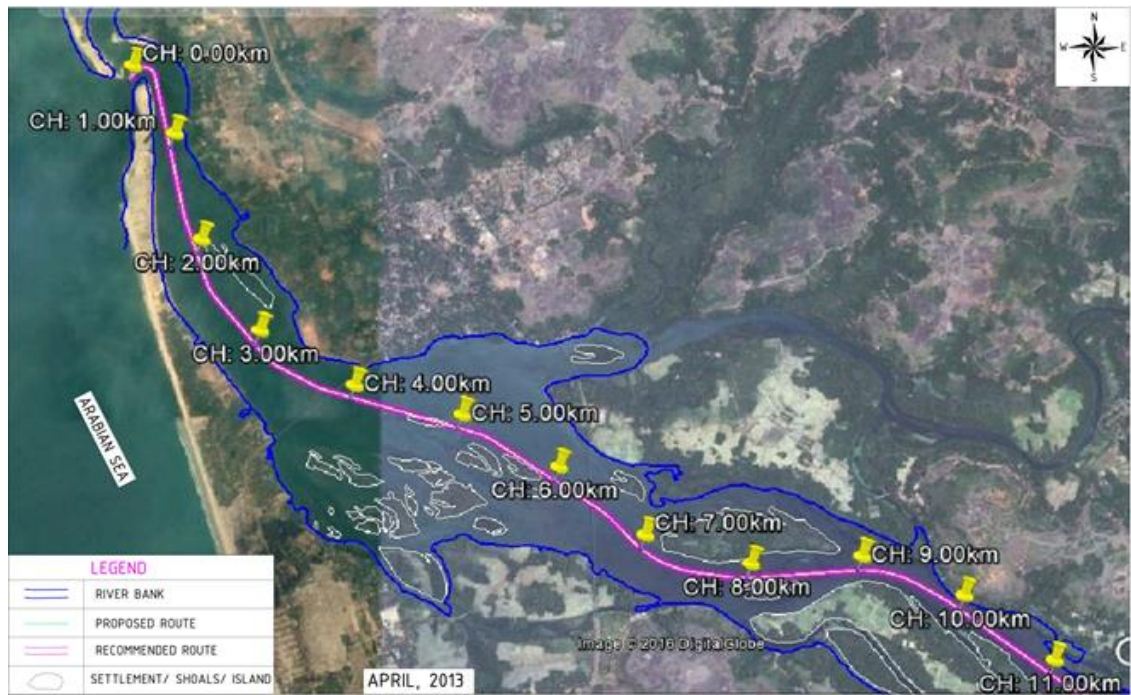 N
W E
S
CH: 0.00km
CH: 1.00km
CH: 2.00km
CH: 3.00km
CH: 4.00km
CH: 5.00km
CH: 6.00km
CH: 7.00km
CH: 8.00km
CH: 9.00km
CH: 10.00km
CH: 11.00km
ARABIAN SEA
Image © 2016 DigitalGlobe
LEGEND
RIVER BANK
PROPOSED ROUTE
RECOMMENDED ROUTE
SETTLEMENT/ SHOALS/ ISLAND
APRIL, 2013